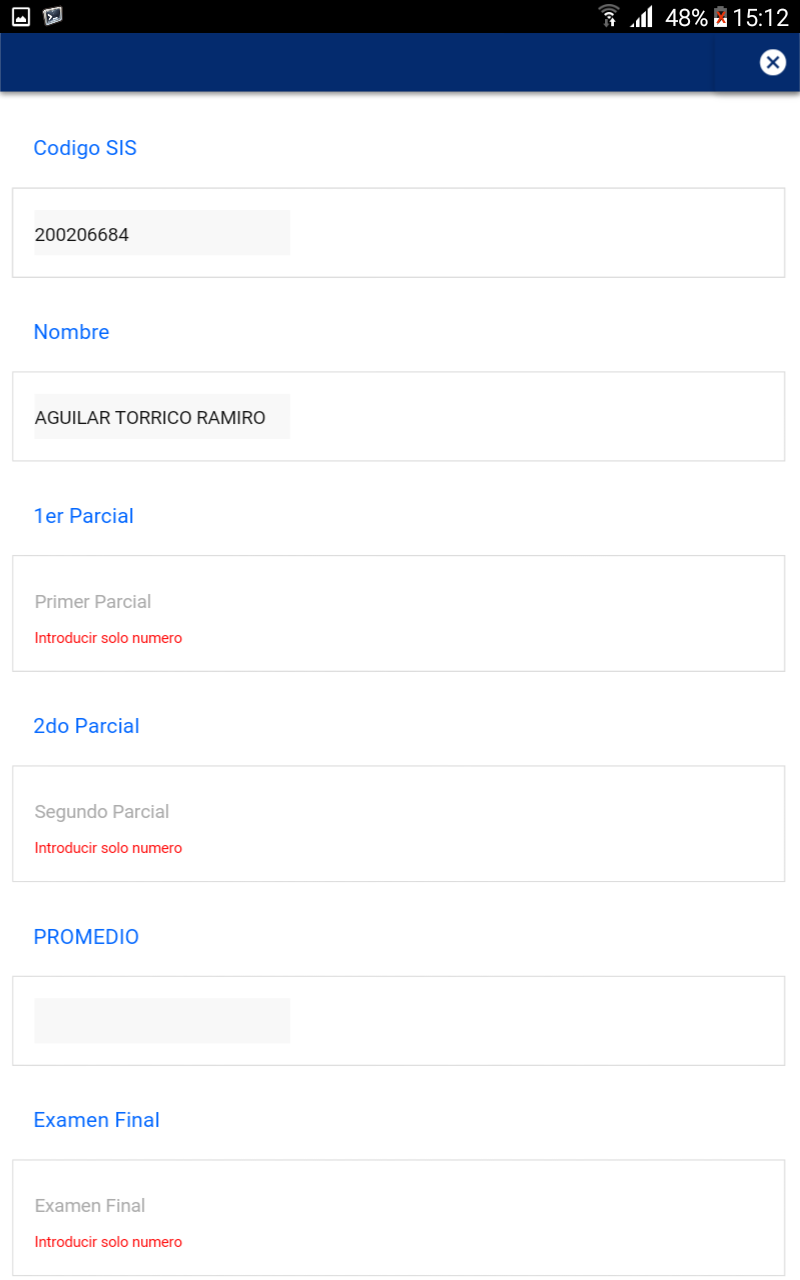 48% 15:12
Codigo SIS
200206684
Nombre
AGUILAR TORRICO RAMIRO
1er Parcial
Primer Parcial
Introducir solo numero
2do Parcial
Segundo Parcial
Introducir solo numero
PROMEDIO
Examen Final
Examen Final
Introducir solo numero